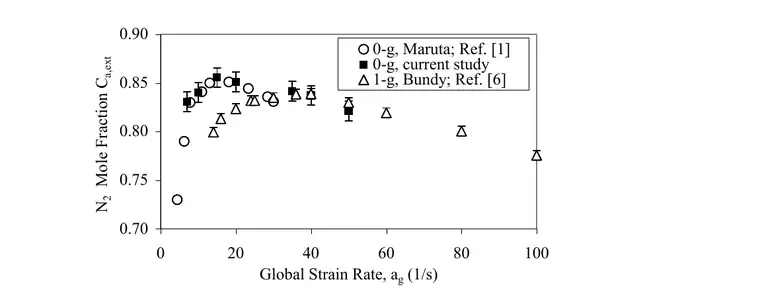 0.90
0.85
0.80
0.75
0.70
N2 Mole Fraction Ca,ext
0-g, Maruta; Ref. [1]
0-g, current study
1-g, Bundy; Ref. [6]
0 20 40 60 80 100
Global Strain Rate, ag (1/s)